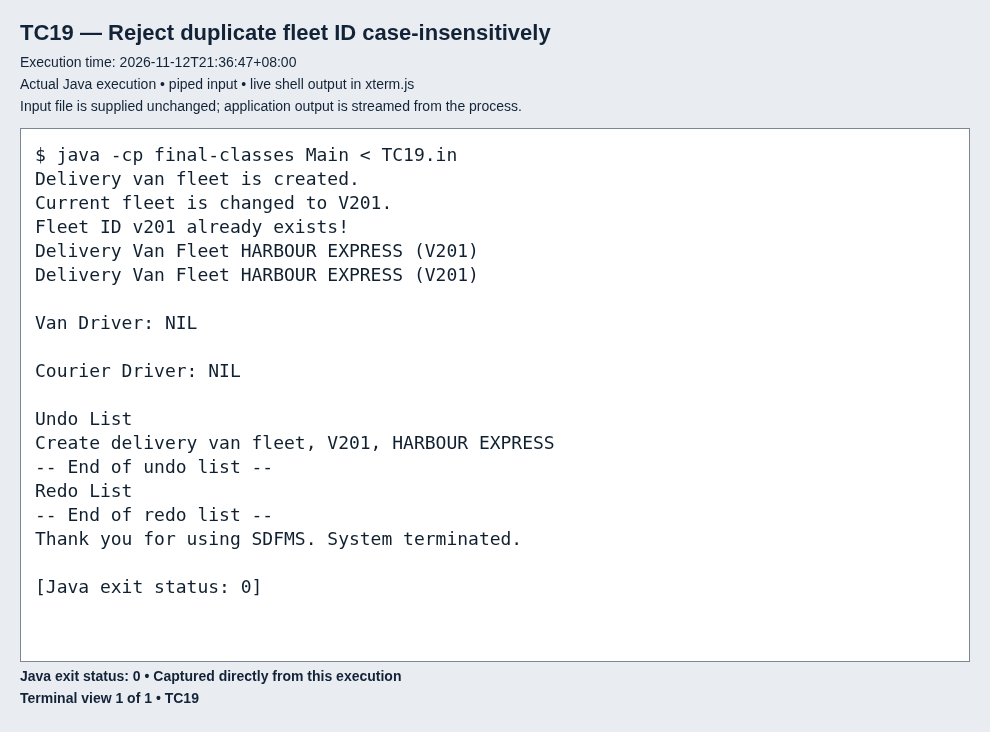 TC19 — Reject duplicate fleet ID case-insensitively
Execution time: 2026-11-12T21:36:47+08:00
Actual Java execution • piped input • live shell output in xterm.js
Input file is supplied unchanged; application output is streamed from the process.
$ java -cp final-classes Main < TC19.in
Delivery van fleet is created.
Current fleet is changed to V201.
Fleet ID v201 already exists!
Delivery Van Fleet HARBOUR EXPRESS (V201)
Delivery Van Fleet HARBOUR EXPRESS (V201)
Van Driver: NIL
Courier Driver: NIL
Undo List
Create delivery van fleet, V201, HARBOUR EXPRESS
-- End of undo list --
Redo List
-- End of redo list --
Thank you for using SDFMS. System terminated.
[Java exit status: 0]
Java exit status: 0 • Captured directly from this execution
Terminal view 1 of 1 • TC19